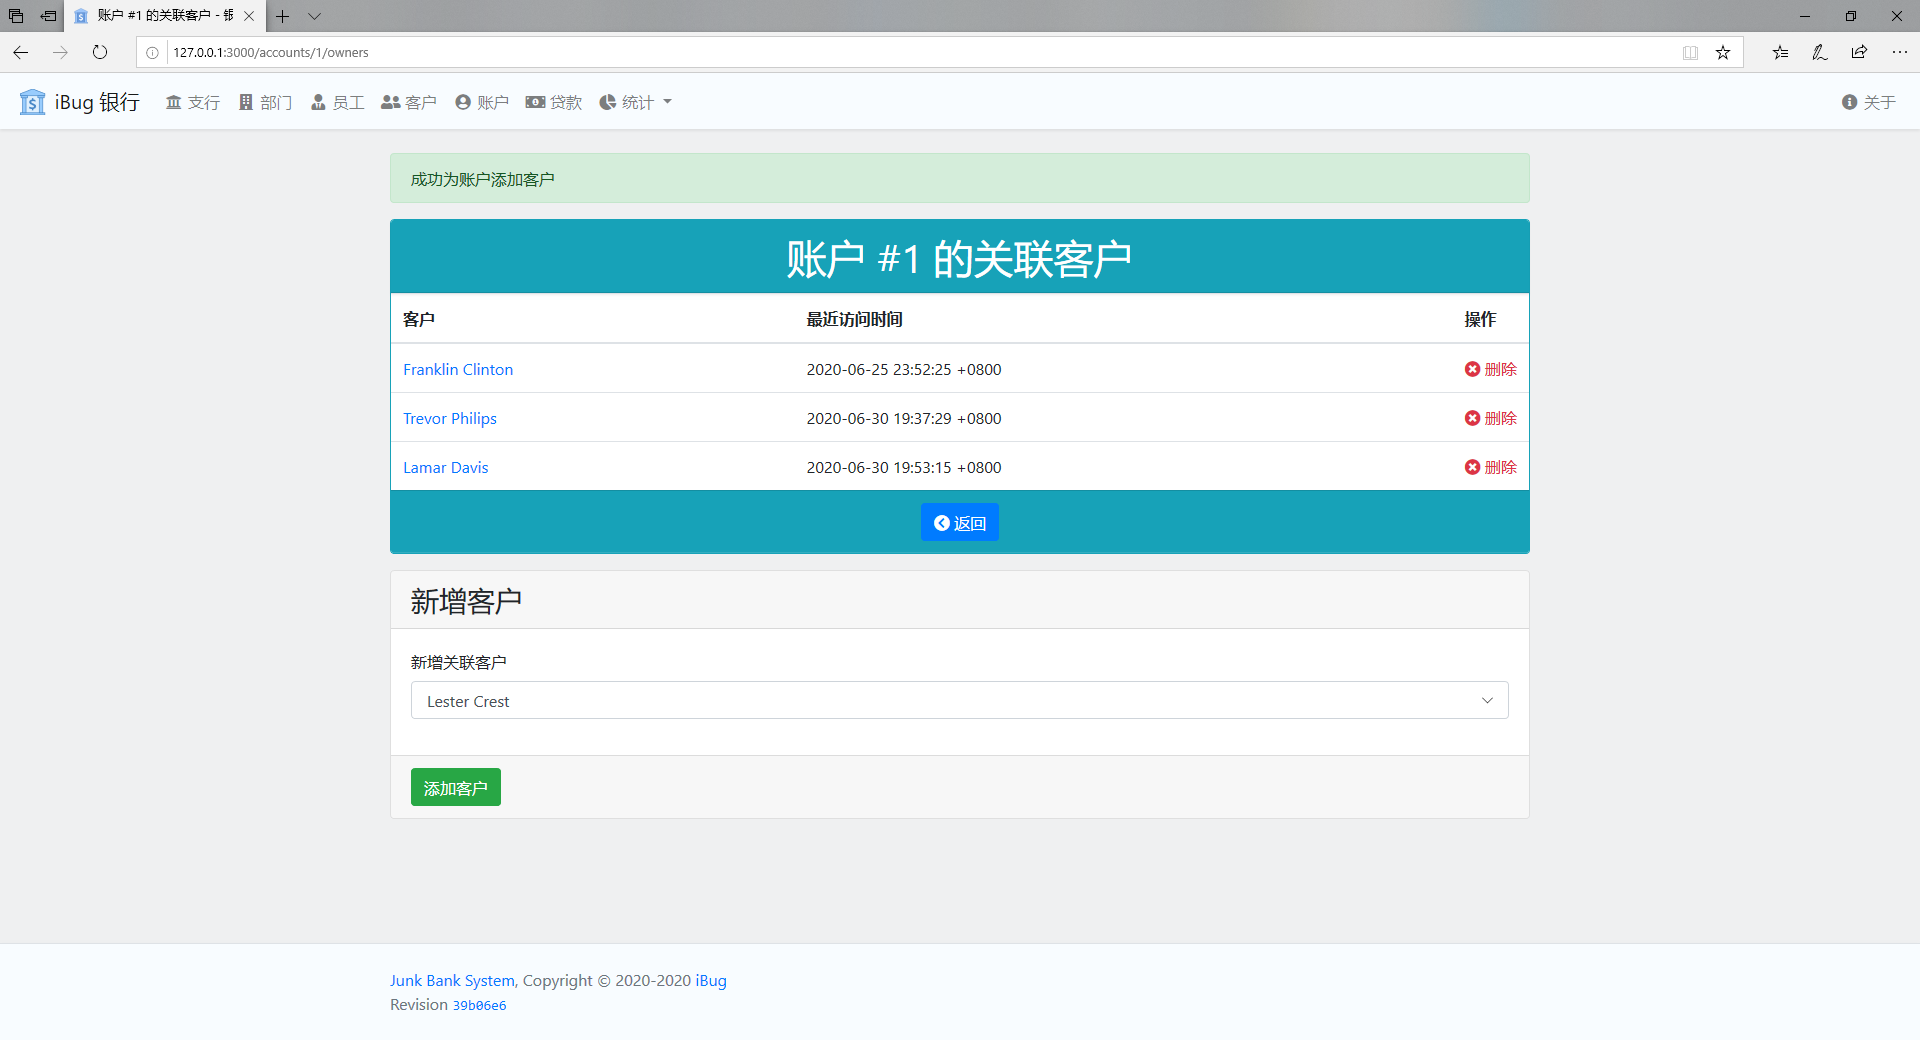 账户 #1 的关联客户 - 银
127.0.0.1:3000/accounts/1/owners
iBug 银行 支行 部门 员工 客户 账户 贷款 统计 关于
成功为账户添加客户
账户 #1 的关联客户
客户 最近访问时间 操作
Franklin Clinton 2020-06-25 23:52:25 +0800 删除
Trevor Philips 2020-06-30 19:37:29 +0800 删除
Lamar Davis 2020-06-30 19:53:15 +0800 删除
返回
新增客户
新增关联客户
Lester Crest
添加客户
Junk Bank System, Copyright © 2020-2020 iBug
Revision 39b06e6